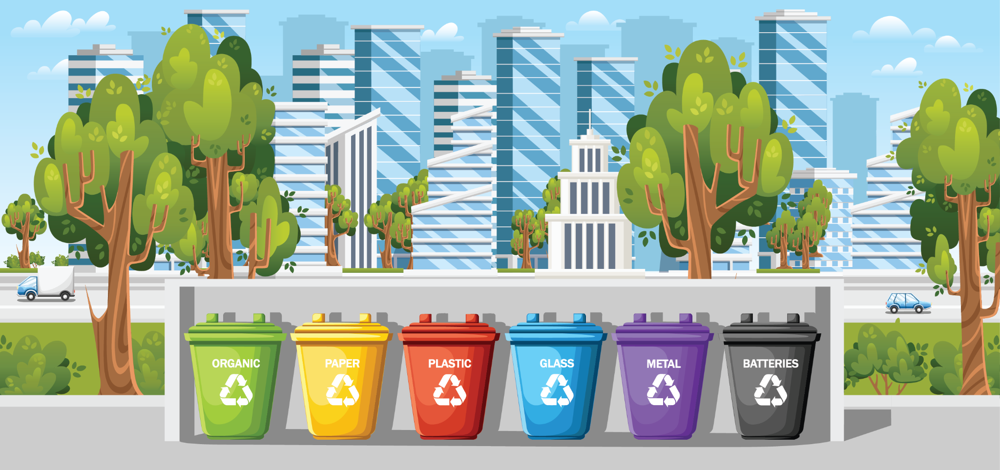 ORGANIC
PAPER
PLASTIC
GLASS
METAL
BATTERIES